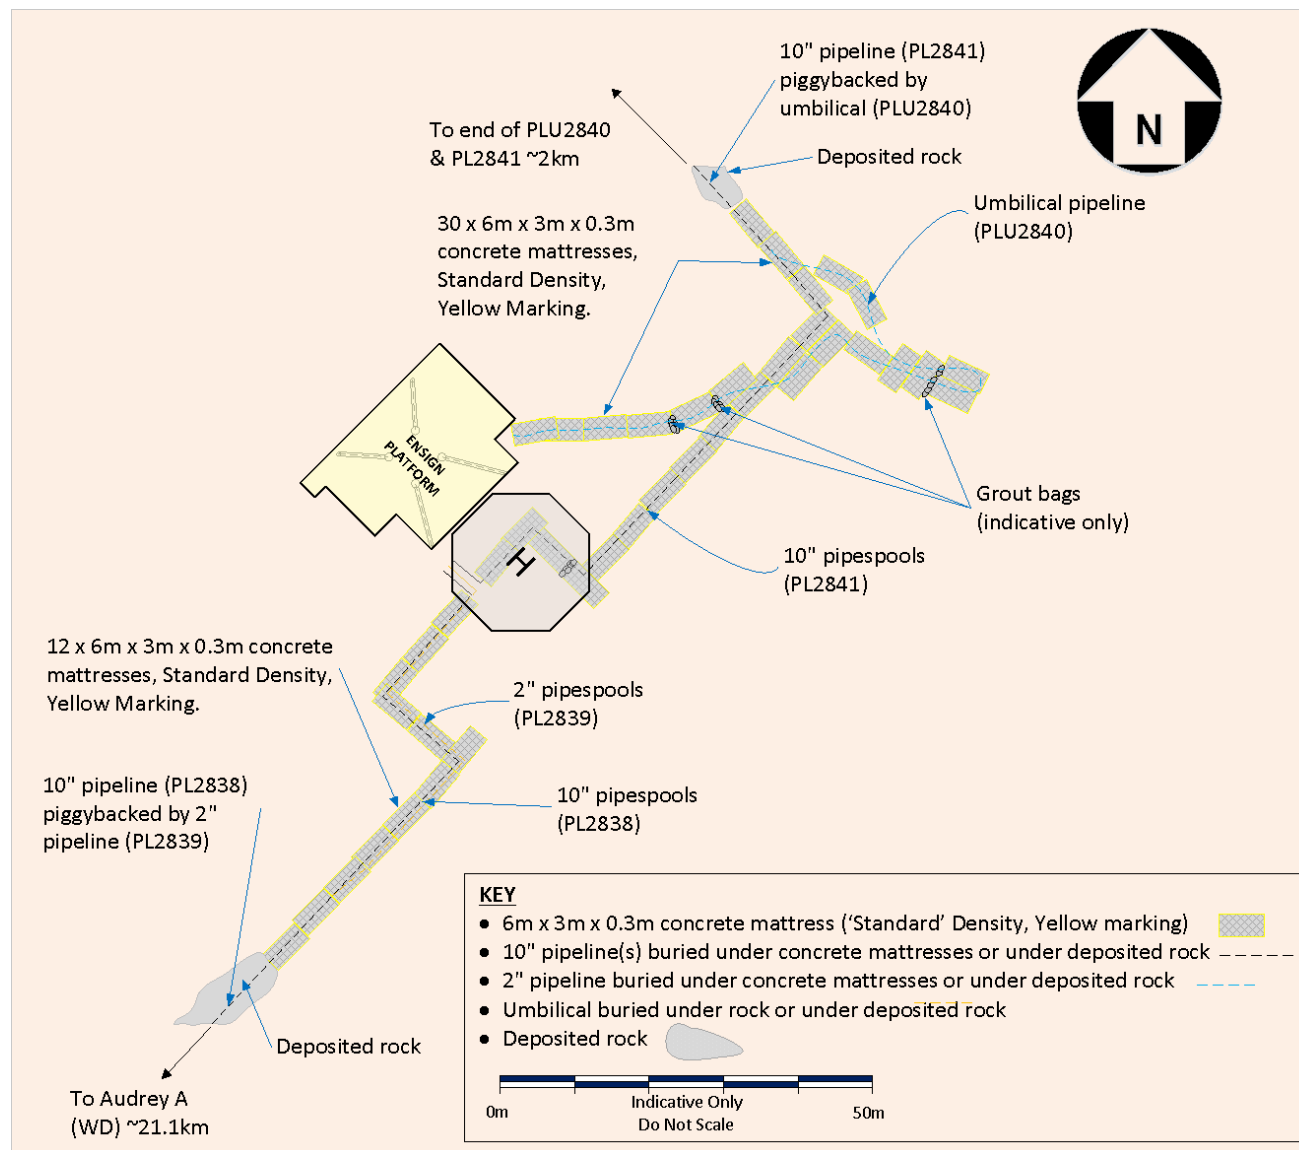 10" pipeline (PL2841)
piggybacked by
umbilical (PLU2840)
N
To end of PLU2840
& PL2841 ~2km
Deposited rock
Umbilical pipeline
(PLU2840)
30 x 6m x 3m x 0.3m
concrete mattresses,
Standard Density,
Yellow Marking.
ENSIGN
PLATFORM
Grout bags
(indicative only)
H
10" pipespools
(PL2841)
12 x 6m x 3m x 0.3m concrete
mattresses, Standard Density,
Yellow Marking.
2" pipespools
(PL2839)
10" pipeline (PL2838)
piggybacked by 2"
pipeline (PL2839)
10" pipespools
(PL2838)
Deposited rock
To Audrey A
(WD) ~21.1km
KEY
● 6m x 3m x 0.3m concrete mattress (‘Standard’ Density, Yellow marking)
● 10" pipeline(s) buried under concrete mattresses or under deposited rock
● 2" pipeline buried under concrete mattresses or under deposited rock
● Umbilical buried under rock or under deposited rock
● Deposited rock
0m
Indicative Only
50m
Do Not Scale